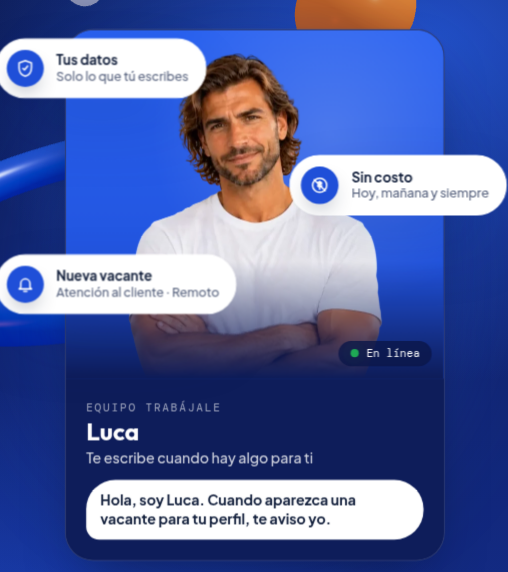 Tus datos
Solo lo que tú escribes
Sin costo
Hoy, mañana y siempre
Nueva vacante
Atención al cliente · Remoto
En línea
EQUIPO TRABÁJALE
Luca
Te escribe cuando hay algo para ti
Hola, soy Luca. Cuando aparezca una
vacante para tu perfil, te aviso yo.